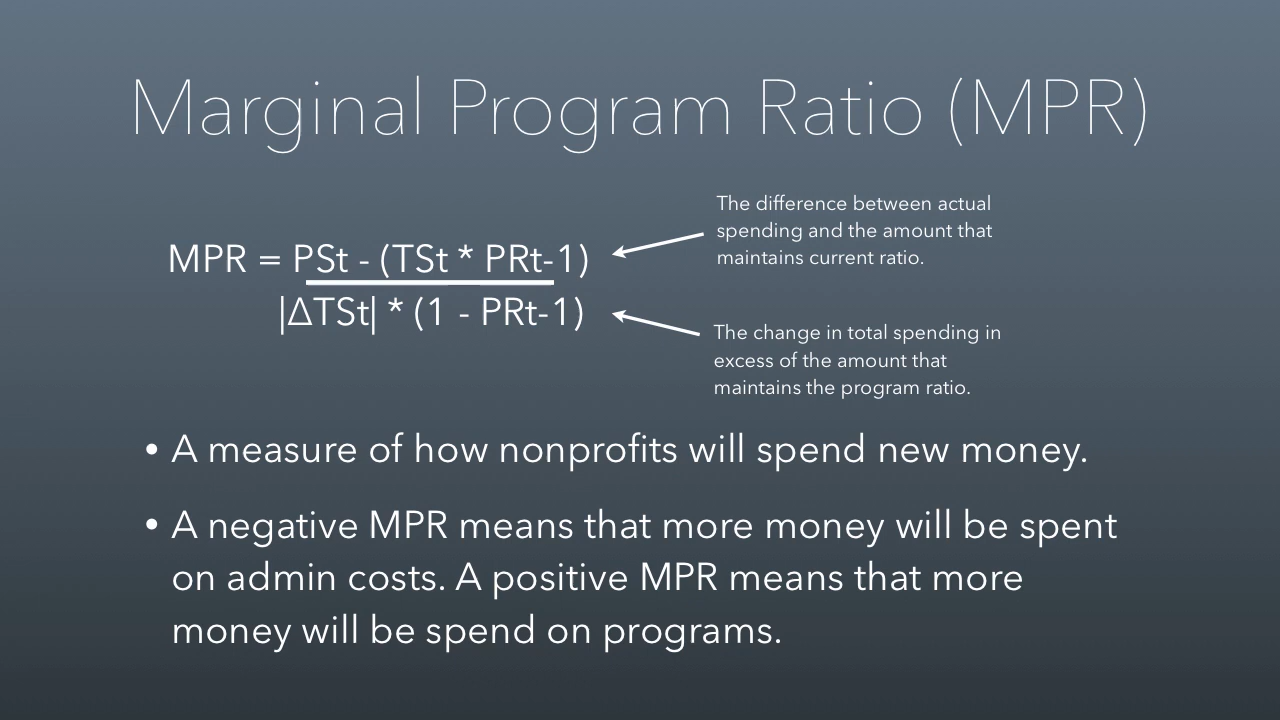 Marginal Program Ratio (MPR)
MPR = PSt - (TSt * PRt-1)
|ΔTSt| * (1 - PRt-1)
The difference between actual
spending and the amount that
maintains current ratio.
The change in total spending in
excess of the amount that
maintains the program ratio.
• A measure of how nonprofits will spend new money.
• A negative MPR means that more money will be spent
on admin costs. A positive MPR means that more
money will be spend on programs.